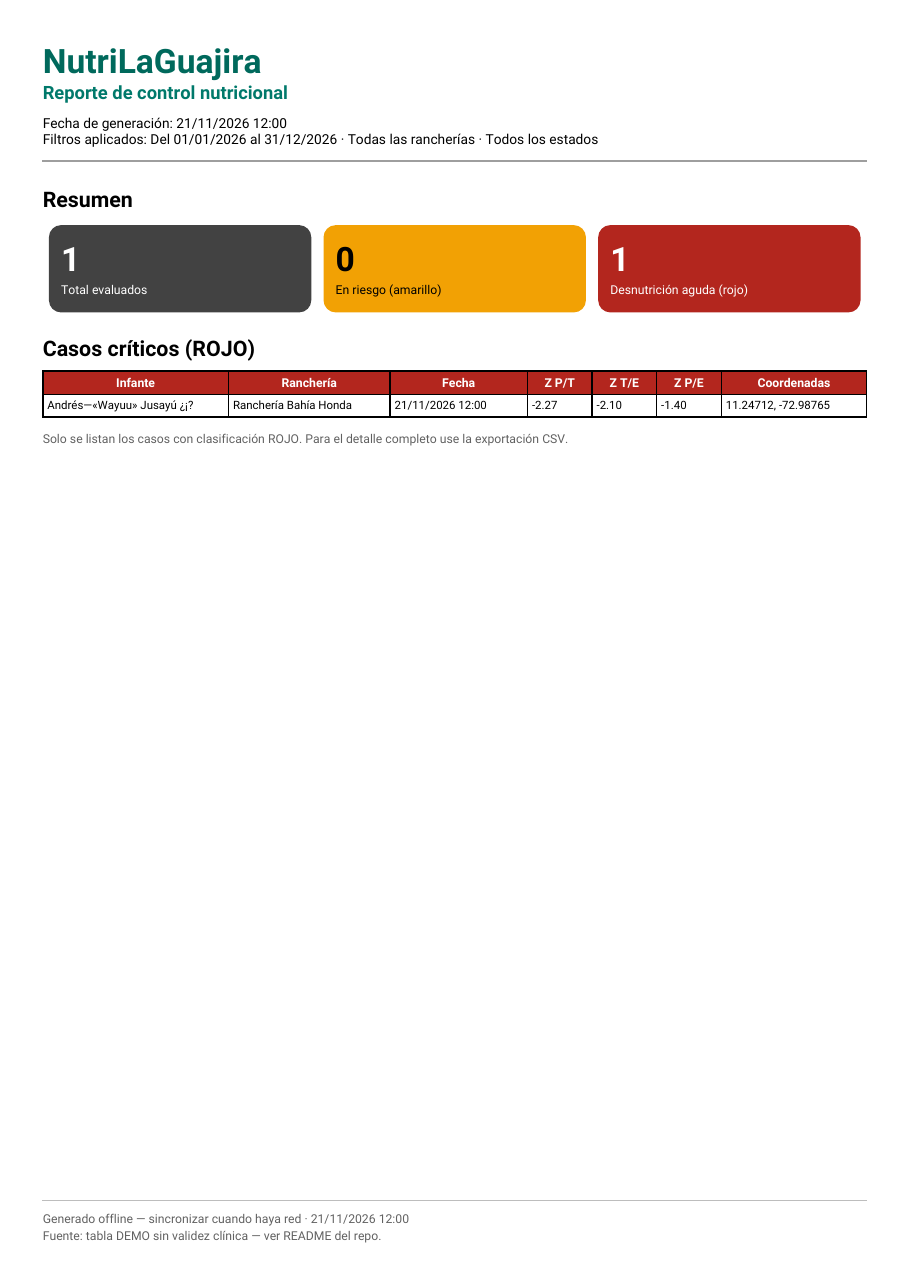 NutriLaGuajira
Reporte de control nutricional
Fecha de generación: 21/11/2026 12:00
Filtros aplicados: Del 01/01/2026 al 31/12/2026 · Todas las rancherías · Todos los estados
Resumen
1
Total evaluados
0
En riesgo (amarillo)
1
Desnutrición aguda (rojo)
Casos críticos (ROJO)
Infante Ranchería Fecha Z P/T Z T/E Z P/E Coordenadas
Andrés—«Wayuu» Jusayú ¿¡? Ranchería Bahía Honda 21/11/2026 12:00 -2.27 -2.10 -1.40 11.24712, -72.98765
Solo se listan los casos con clasificación ROJO. Para el detalle completo use la exportación CSV.
Generado offline — sincronizar cuando haya red · 21/11/2026 12:00
Fuente: tabla DEMO sin validez clínica — ver README del repo.